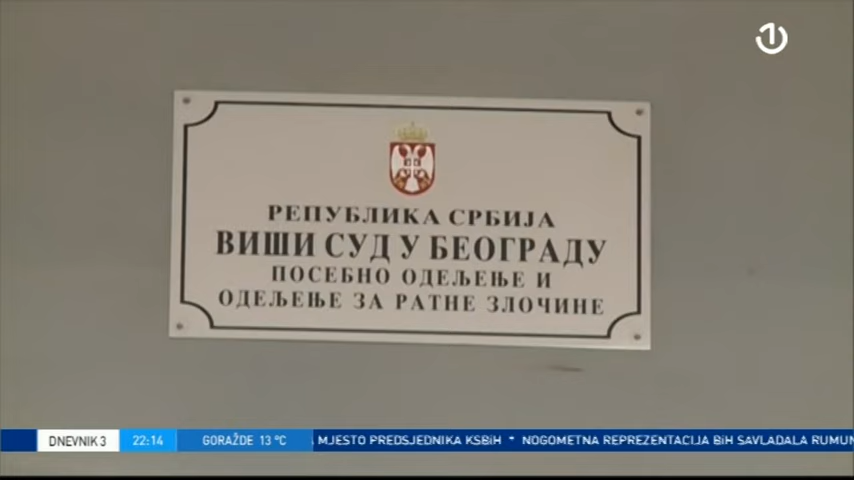 РЕПУБЛИКА СРБИЈА
ВИШИ СУД У БЕОГРАДУ
ПОСЕБНО ОДЕЉЕЊЕ И
ОДЕЉЕЊЕ ЗА РАТНЕ ЗЛОЧИНЕ
DNEVNIK 3 22:14 GORAŽDE 13 °C MJESTO PREDSJEDNIKA KSBiH * NOGOMETNA REPREZENTACIJA BiH SAVLADALA RUMUN